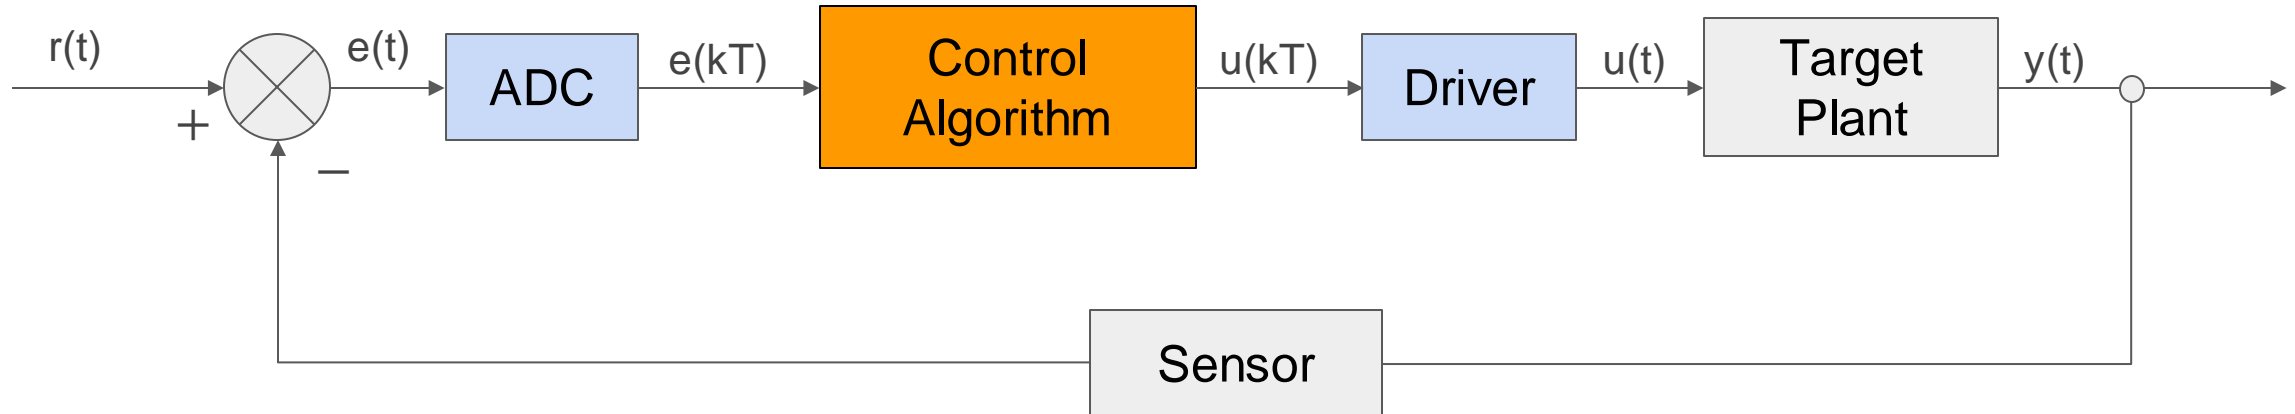 r(t)
e(t)
ADC
e(kT)
Control
Algorithm
u(kT)
Driver
u(t)
Target
Plant
y(t)
+
−
Sensor